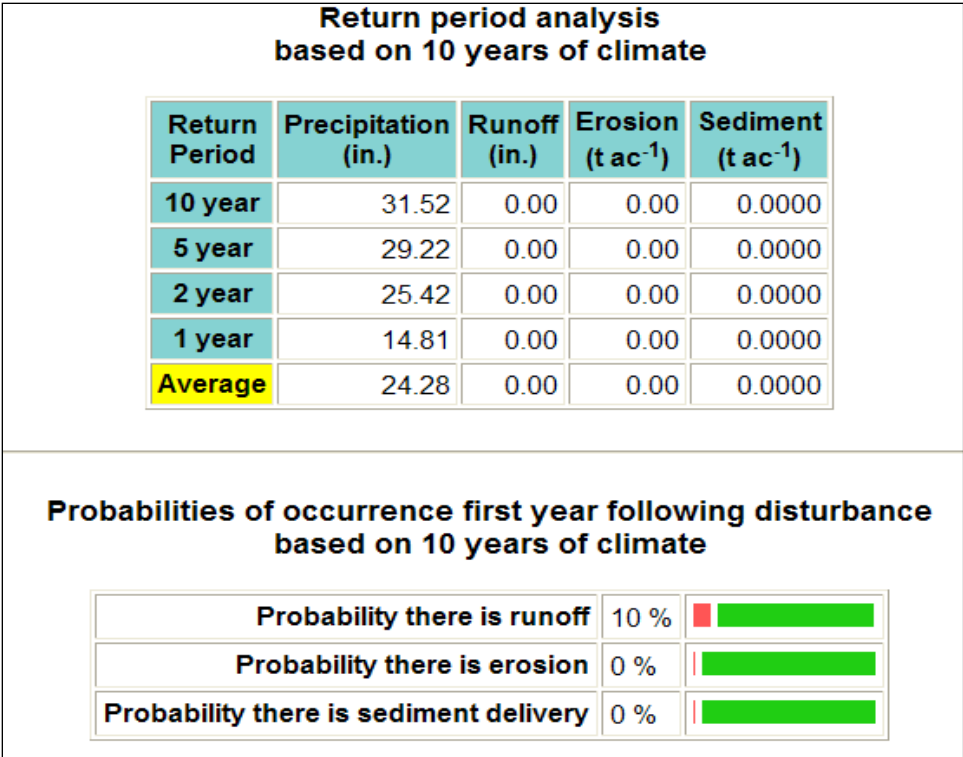 Return period analysis
based on 10 years of climate
Return Period Precipitation (in.) Runoff (in.) Erosion (t ac-1) Sediment (t ac-1)
10 year 31.52 0.00 0.00 0.0000
5 year 29.22 0.00 0.00 0.0000
2 year 25.42 0.00 0.00 0.0000
1 year 14.81 0.00 0.00 0.0000
Average 24.28 0.00 0.00 0.0000
Probabilities of occurrence first year following disturbance
based on 10 years of climate
Probability there is runoff 10 %
Probability there is erosion 0 %
Probability there is sediment delivery 0 %